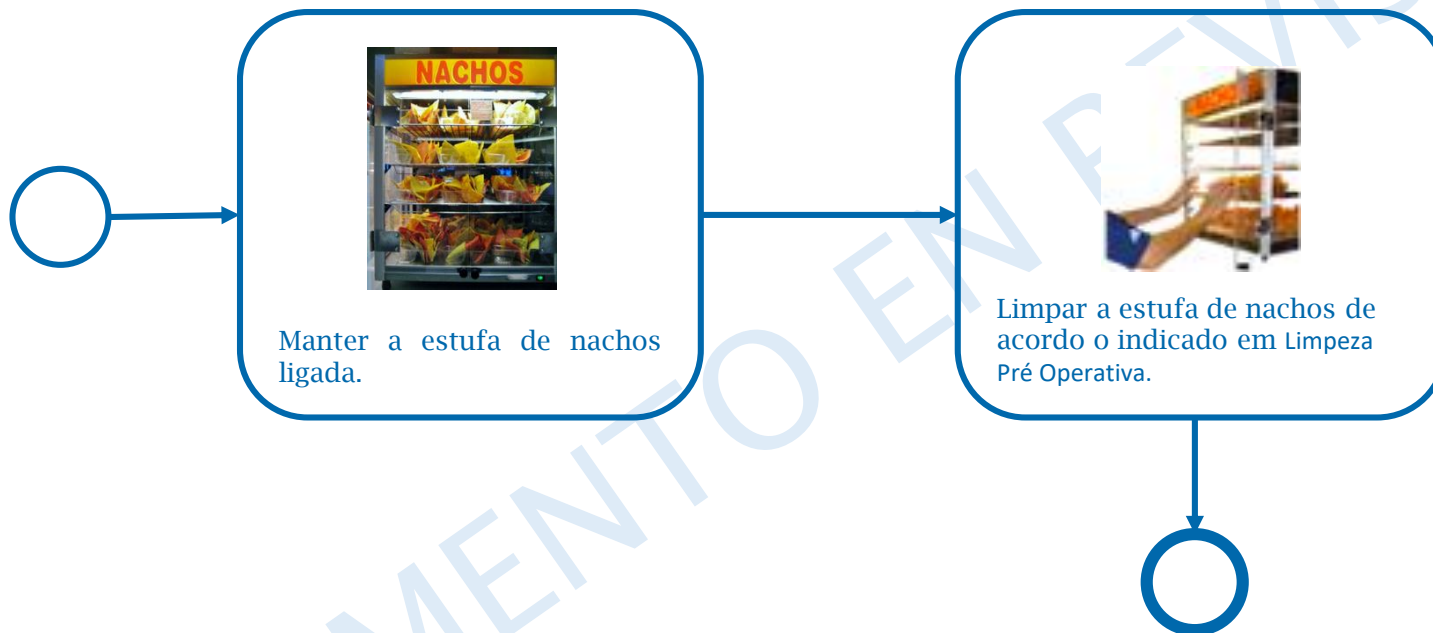 NACHOS
Manter a estufa de nachos
ligada.
Limpar a estufa de nachos de
acordo o indicado em Limpeza
Pré Operativa.
MENTO EN REVIS